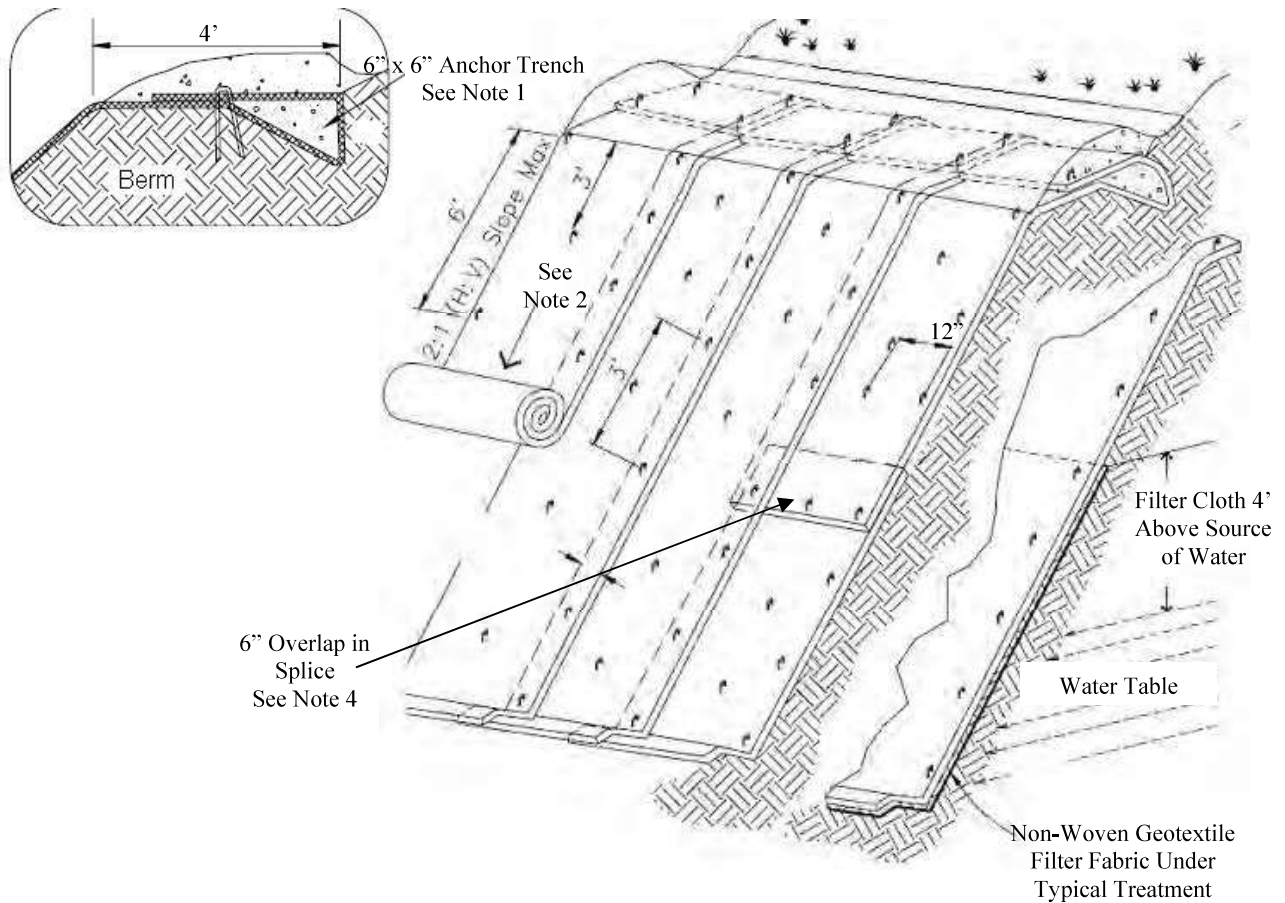 4’
6” x 6” Anchor Trench
See Note 1
Berm
6'
2:1 (H: V) Slope Max
3'
See
Note 2
3'
12”
6” Overlap in
Splice
See Note 4
Filter Cloth 4’
Above Source
of Water
Water Table
Non-Woven Geotextile
Filter Fabric Under
Typical Treatment